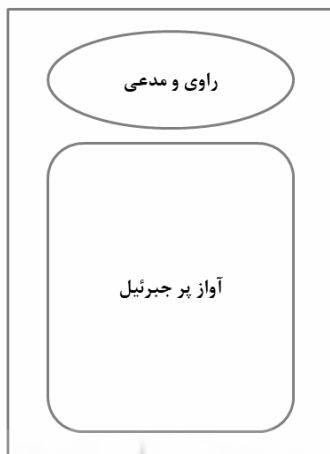 راوی و مدعی
آواز پر جبرئیل